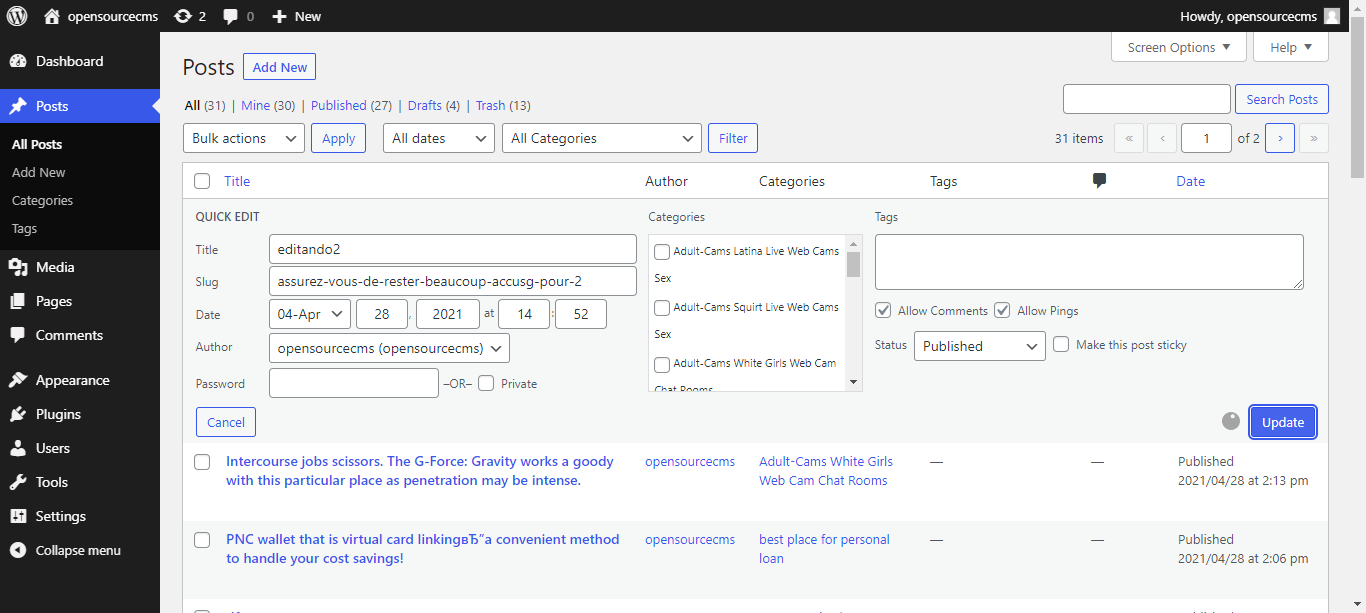 opensourcecms 2 0 New Howdy, opensourcecms
Dashboard
Posts
All Posts
Add New
Categories
Tags
Media
Pages
Comments
Appearance
Plugins
Users
Tools
Settings
Collapse menu
Screen Options Help
Posts Add New
All (31) | Mine (30) | Published (27) | Drafts (4) | Trash (13)
Search Posts
Bulk actions Apply All dates All Categories Filter 31 items « ‹ 1 of 2 › »
Title Author Categories Tags Date
QUICK EDIT Categories Tags
Title editando2
Slug assurez-vous-de-rester-beaucoup-accusg-pour-2
Date 04-Apr 28 , 2021 at 14 : 52
Author opensourcecms (opensourcecms)
Password –OR– Private
Adult-Cams Latina Live Web Cams
Sex
Adult-Cams Squirt Live Web Cams
Sex
Adult-Cams White Girls Web Cam
Chat Rooms
Allow Comments Allow Pings
Status Published Make this post sticky
Cancel Update
Intercourse jobs scissors. The G-Force: Gravity works a goody
with this particular place as penetration may be intense.
opensourcecms
Adult-Cams White Girls
Web Cam Chat Rooms
— —
Published
2021/04/28 at 2:13 pm
PNC wallet that is virtual card linkingвЂ”a convenient method
to handle your cost savings!
opensourcecms
best place for personal
loan
— —
Published
2021/04/28 at 2:06 pm